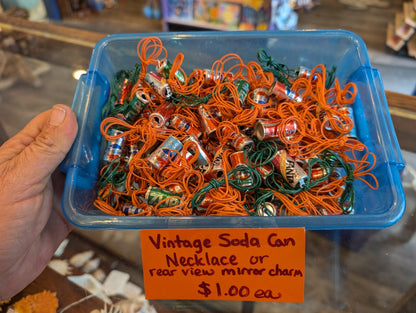 Vintage Soda Can
Necklace or
rear view mirror charm
$1.00 ea